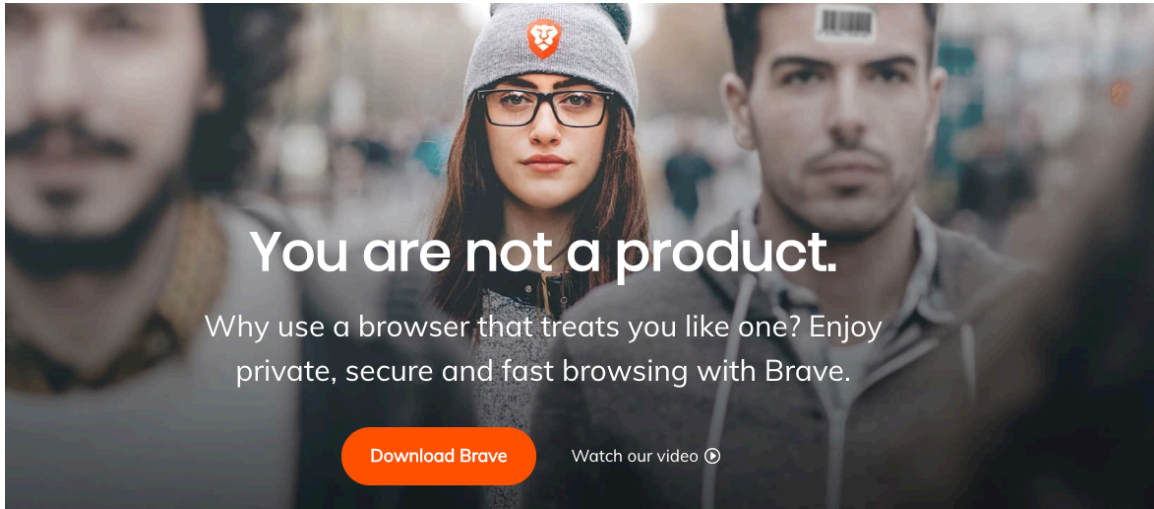 You are not a product.
Why use a browser that treats you like one? Enjoy
private, secure and fast browsing with Brave.
Download Brave
Watch our video